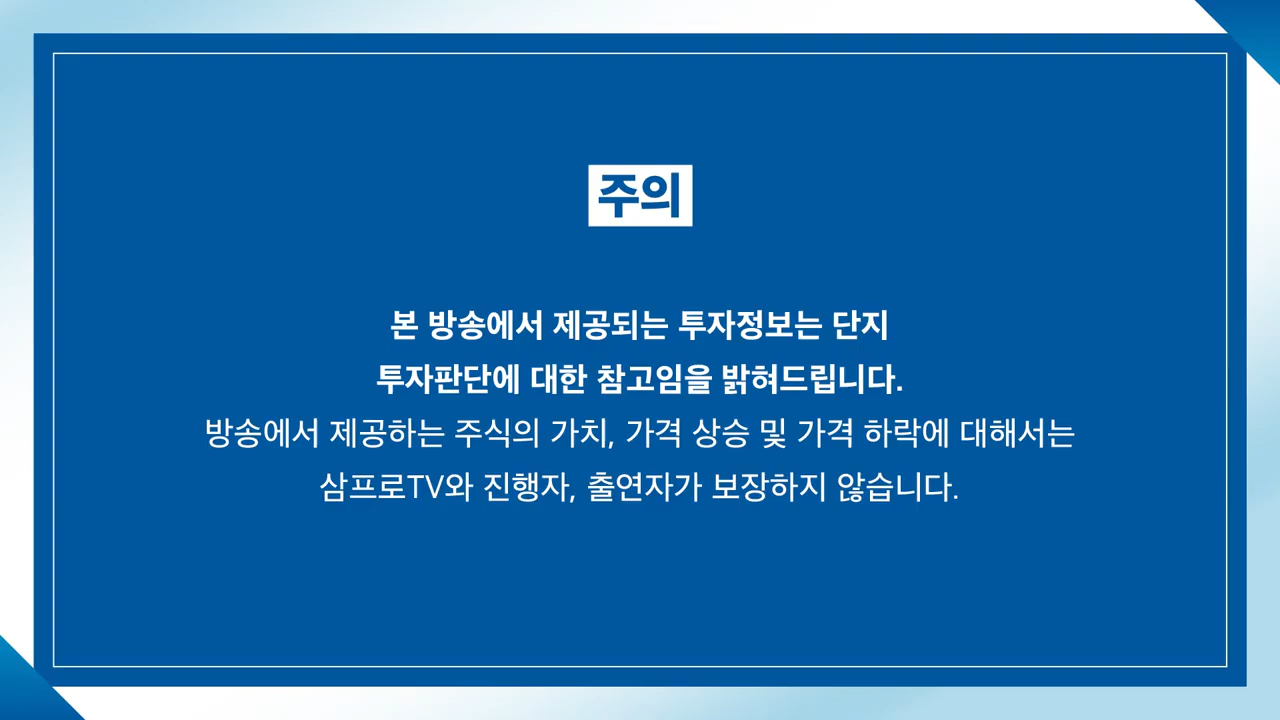 주의
본 방송에서 제공되는 투자정보는 단지
투자판단에 대한 참고임을 밝혀드립니다.
방송에서 제공하는 주식의 가치, 가격 상승 및 가격 하락에 대해서는
삼프로TV와 진행자, 출연자가 보장하지 않습니다.